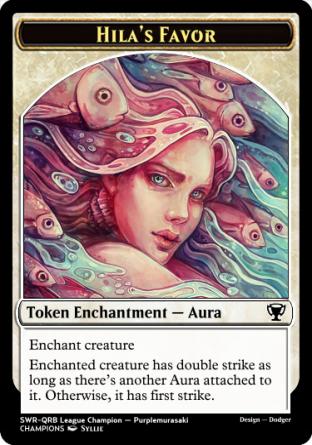 Hila's Favor
Token Enchantment — Aura
Enchant creature
Enchanted creature has double strike as
long as there's another Aura attached to
it. Otherwise, it has first strike.
SWR-QRB League Champion — Purplemurasaki
Design — Dodger
CHAMPIONS Syllie